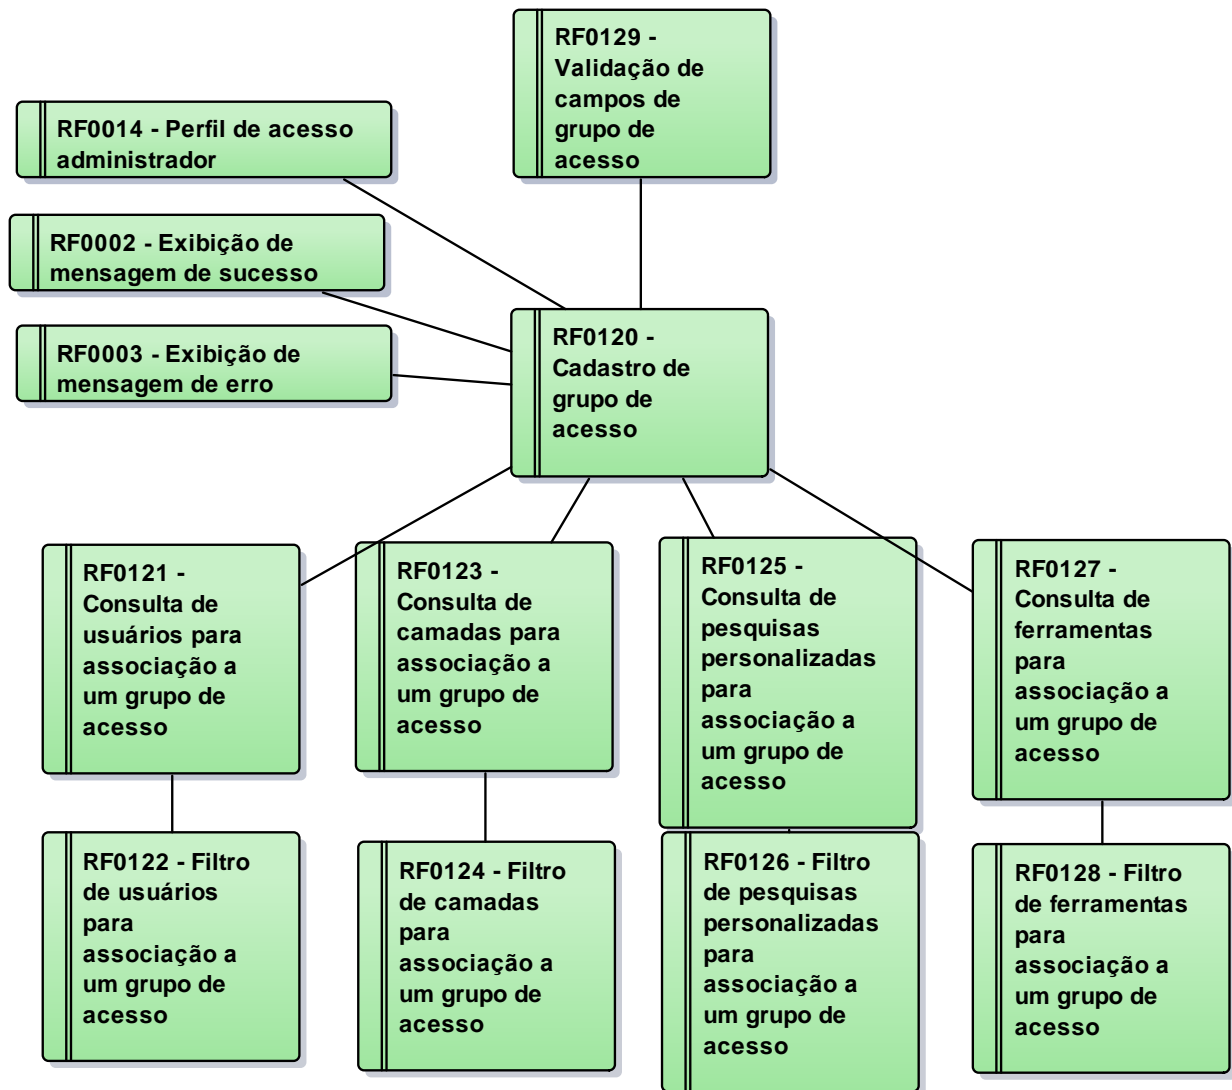 RF0129 -
Validação de
campos de
grupo de
acesso
RF0014 - Perfil de acesso
administrador
RF0002 - Exibição de
mensagem de sucesso
RF0003 - Exibição de
mensagem de erro
RF0120 -
Cadastro de
grupo de
acesso
RF0121 -
Consulta de
usuários para
associação a
um grupo de
acesso
RF0123 -
Consulta de
camadas para
associação a
um grupo de
acesso
RF0125 -
Consulta de
pesquisas
personalizadas
para
associação a
um grupo de
acesso
RF0127 -
Consulta de
ferramentas
para
associação a
um grupo de
acesso
RF0122 - Filtro
de usuários
para
associação a
um grupo de
acesso
RF0124 - Filtro
de camadas
para
associação a
um grupo de
acesso
RF0126 - Filtro
de pesquisas
personalizadas
para
associação a
um grupo de
acesso
RF0128 - Filtro
de ferramentas
para
associação a
um grupo de
acesso